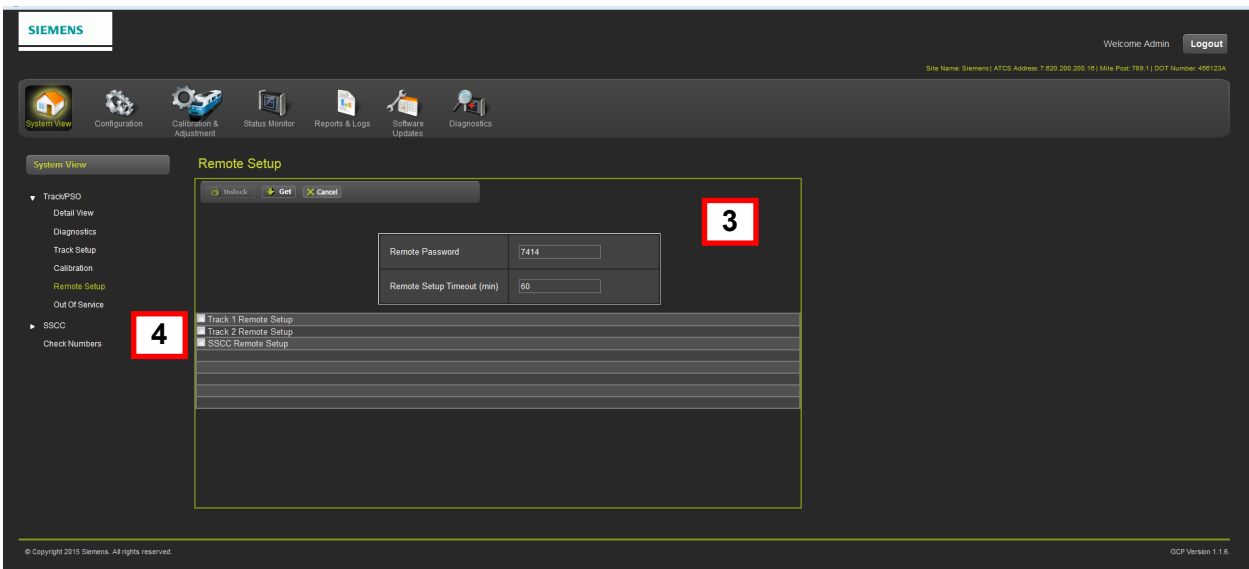 SIEMENS
Welcome Admin
Logout
Site Name: Siemens | ATCS Address: 7.620.200.200.16 | Mile Post: 789.1 | DOT Number: 466123A
System View
Configuration
Calibration &
Adjustment
Status Monitor
Reports & Logs
Software
Updates
Diagnostics
System View
Track/PSO
Detail View
Diagnostics
Track Setup
Calibration
Remote Setup
Out Of Service
SSCC
Check Numbers
4
Remote Setup
Unlock
Get
Cancel
3
Remote Password
7414
Remote Setup Timeout (min)
60
Track 1 Remote Setup
Track 2 Remote Setup
SSCC Remote Setup
© Copyright 2015 Siemens. All rights reserved.
GCP Version 1.1.6.